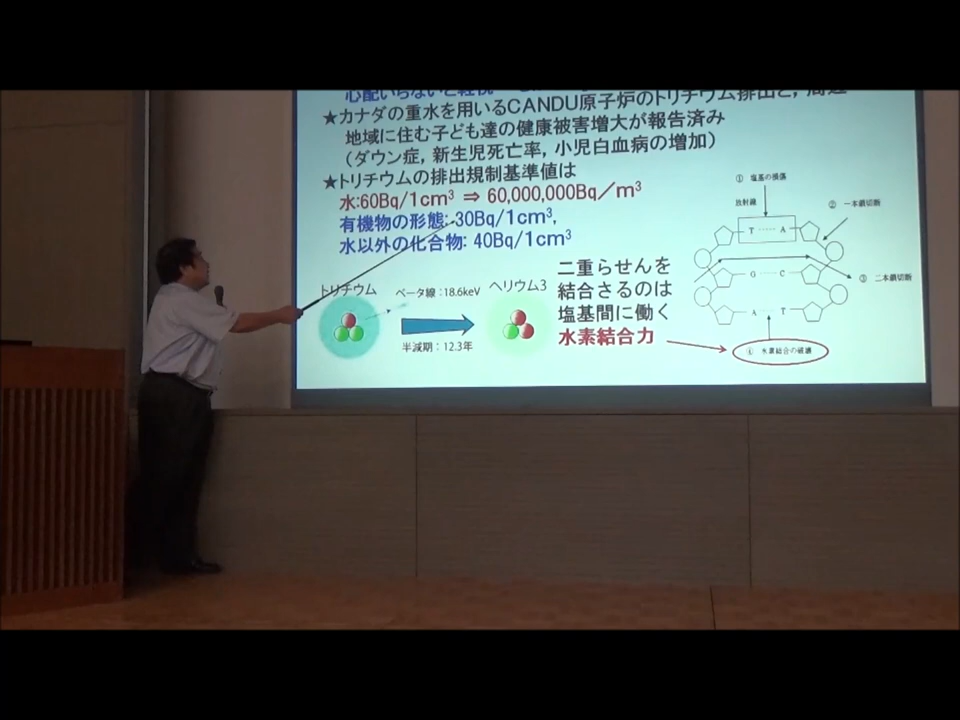 心配いらないと軽視
★カナダの重水を用いるCANDU原子炉のトリチウム排出と，周辺
地域に住む子ども達の健康被害増大が報告済み
（ダウン症，新生児死亡率，小児白血病の増加）
★トリチウムの排出規制基準値は
水:60Bq/1cm³ ⇒ 60,000,000Bq／m³
有機物の形態: 30Bq/1cm³,
水以外の化合物: 40Bq/1cm³
トリチウム
ベータ線：18.6keV
ヘリウム3
半減期：12.3年
二重らせんを
結合さるのは
塩基間に働く
水素結合力
① 塩基の損傷
放射線
② 一本鎖切断
T ····· A
③ 二本鎖切断
G ····· C
A ···· T
④ 水素結合の破壊